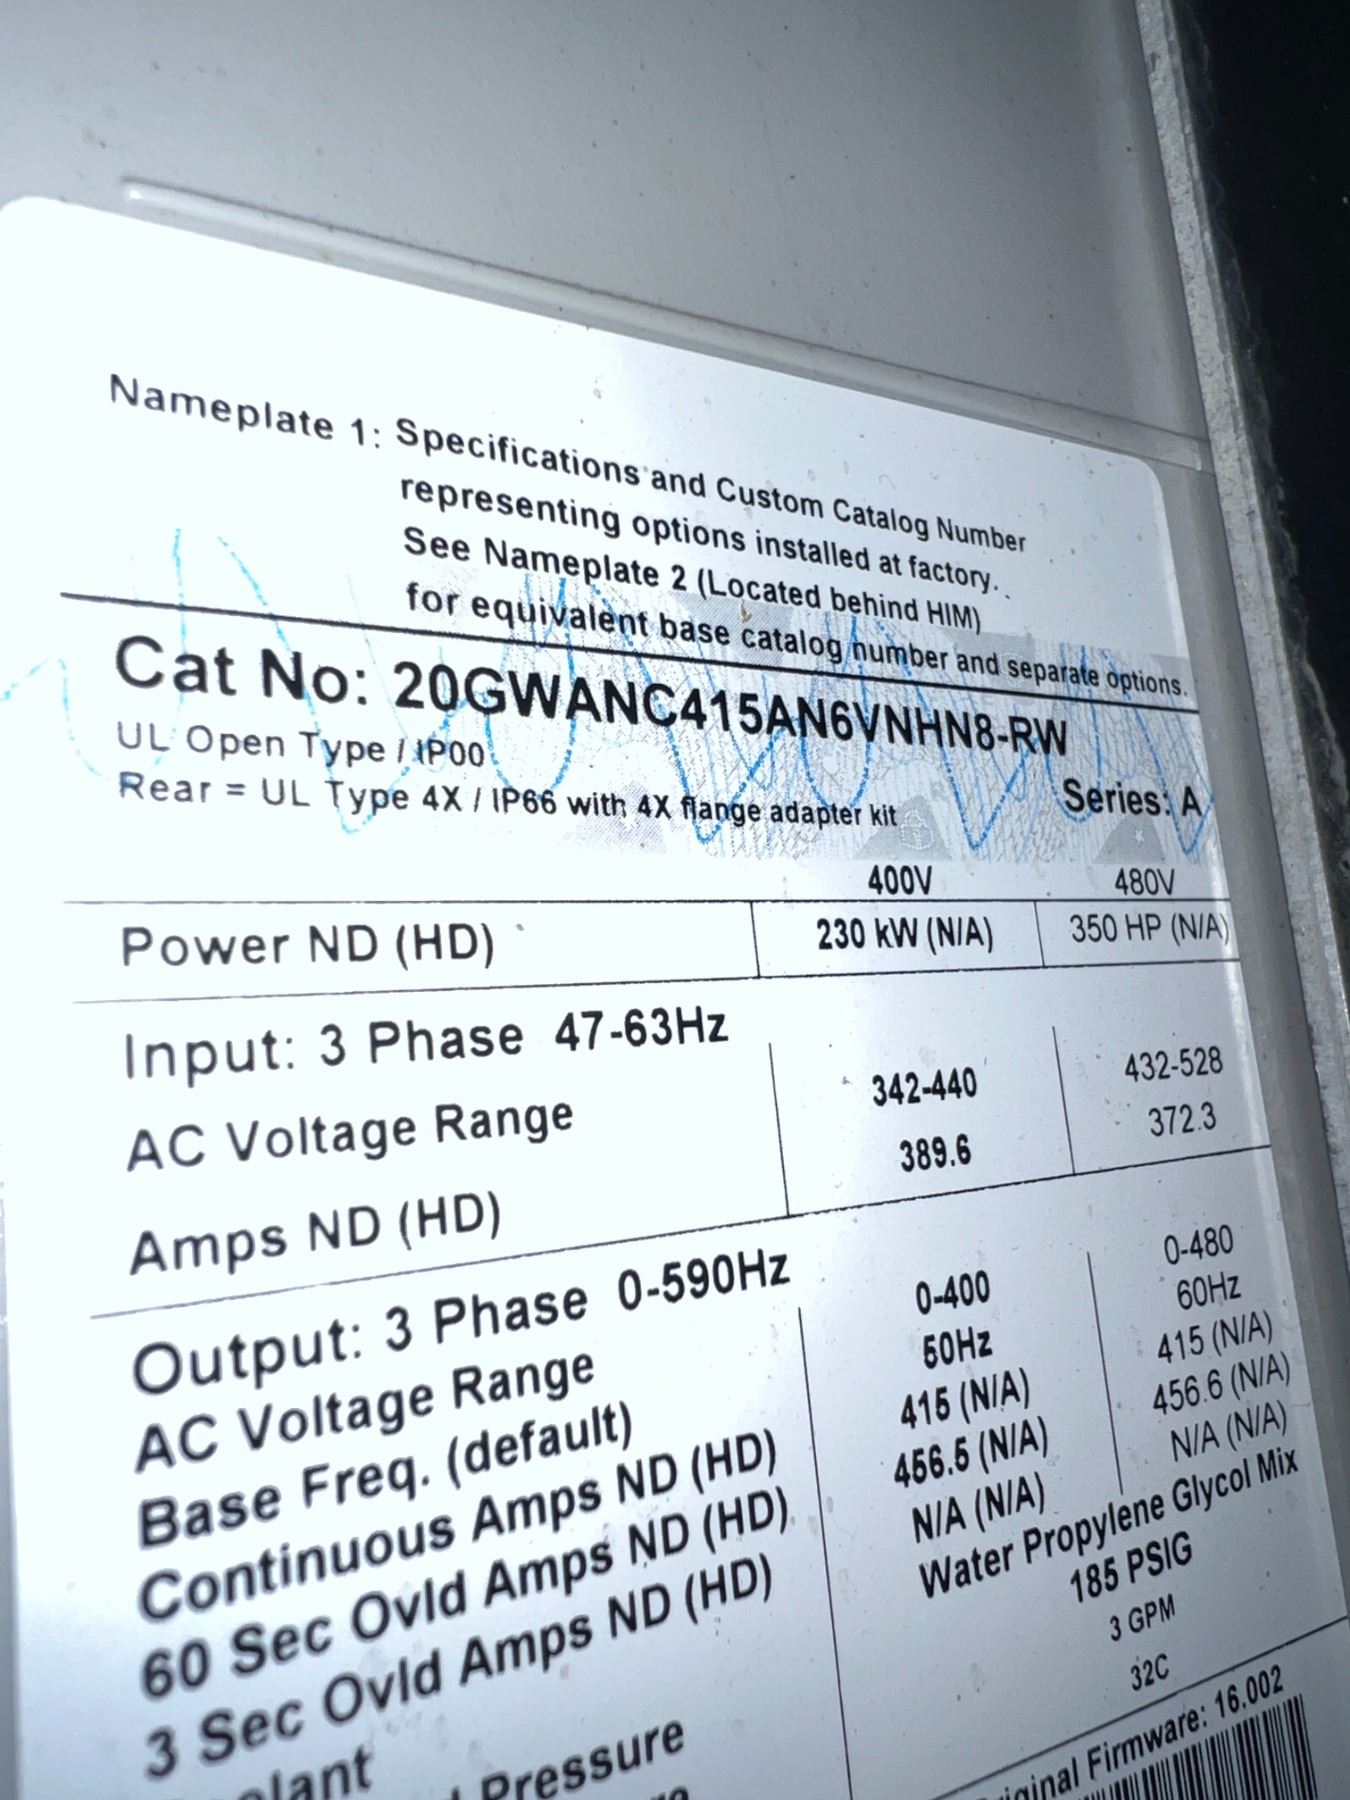 Nameplate 1: Specifications and Custom Catalog Number
representing options installed at factory.
See Nameplate 2 (Located behind HIM)
for equivalent base catalog number and separate options.
Cat No: 20GWANC415AN6VNHN8-RW
UL Open Type / IP00
Series: A
Rear = UL Type 4X / IP66 with 4X flange adapter kit
400V 480V
Power ND (HD) 230 kW (N/A) 350 HP (N/A)
Input: 3 Phase 47-63Hz
AC Voltage Range 342-440 432-528
Amps ND (HD) 389.6 372.3
Output: 3 Phase 0-590Hz
AC Voltage Range 0-400 0-480
Base Freq. (default) 50Hz 60Hz
Continuous Amps ND (HD) 415 (N/A) 415 (N/A)
60 Sec Ovld Amps ND (HD) 456.5 (N/A) 456.6 (N/A)
3 Sec Ovld Amps ND (HD) N/A (N/A) N/A (N/A)
Water Propylene Glycol Mix
Pressure 185 PSIG
3 GPM
32C
Firmware: 16.002